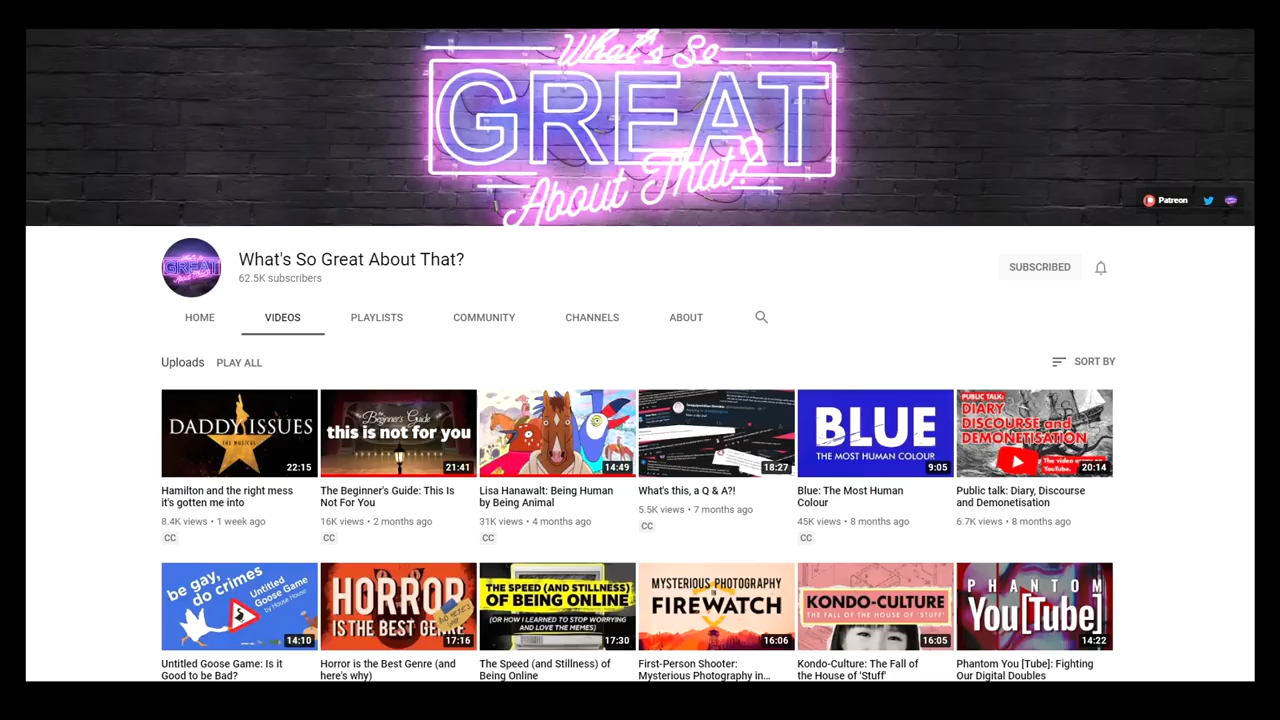 What's So
GREAT
About That?
Patreon
GREAT
What's So Great About That?
62.5K subscribers
SUBSCRIBED
HOME
VIDEOS
PLAYLISTS
COMMUNITY
CHANNELS
ABOUT
Uploads
PLAY ALL
SORT BY
DADDY ISSUES
THE MUSICAL
22:15
The Beginner's Guide
this is not for you
21:41
14:49
18:27
BLUE
THE MOST HUMAN COLOUR
9:05
PUBLIC TALK:
DIARY
DISCOURSE and
DEMONETISATION
YouTube.
20:14
Hamilton and the right mess
it's gotten me into
8.4K views • 1 week ago
CC
The Beginner's Guide: This Is
Not For You
16K views • 2 months ago
CC
Lisa Hanawalt: Being Human
by Being Animal
31K views • 4 months ago
CC
What's this, a Q & A?!
5.5K views • 7 months ago
CC
Blue: The Most Human
Colour
45K views • 8 months ago
CC
Public talk: Diary, Discourse
and Demonetisation
6.7K views • 8 months ago
be gay,
do crimes
Untitled
Goose Game
by House House
14:10
HORROR
IS THE BEST GENRE
17:16
THE SPEED (AND STILLNESS)
OF BEING ONLINE
(OR HOW I LEARNED TO STOP WORRYING
AND LOVE THE MEMES)
17:30
MYSTERIOUS PHOTOGRAPHY
IN
FIREWATCH
16:06
KONDO-CULTURE
THE FALL OF THE HOUSE OF 'STUFF'
16:05
PHANTOM
You[Tube]
14:22
Untitled Goose Game: Is it
Good to be Bad?
Horror is the Best Genre (and
here's why)
The Speed (and Stillness) of
Being Online
First-Person Shooter:
Mysterious Photography in...
Kondo-Culture: The Fall of
the House of 'Stuff'
Phantom You [Tube]: Fighting
Our Digital Doubles